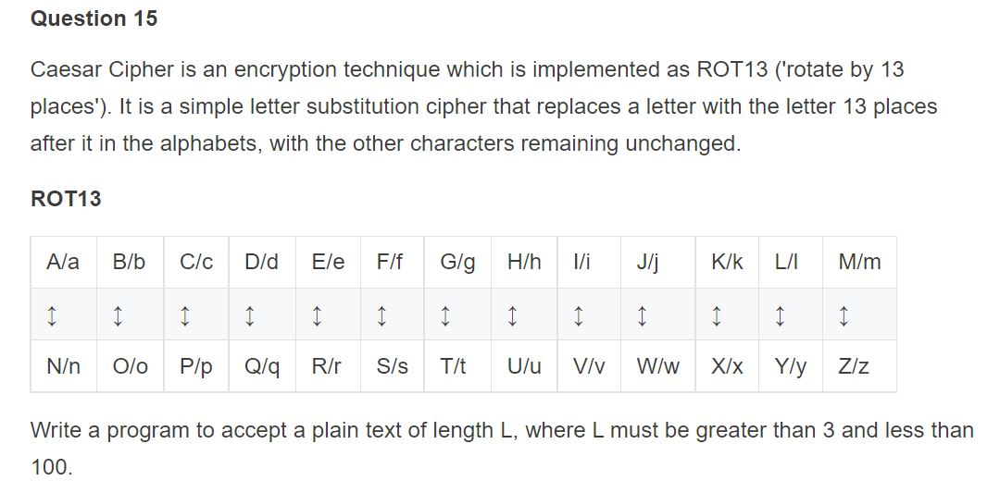 Question 15
Caesar Cipher is an encryption technique which is implemented as ROT13 ('rotate by 13
places'). It is a simple letter substitution cipher that replaces a letter with the letter 13 places
after it in the alphabets, with the other characters remaining unchanged.
ROT13
A/a B/b C/c D/d E/e F/f G/g H/h I/i J/j K/k L/l M/m
↕ ↕ ↕ ↕ ↕ ↕ ↕ ↕ ↕ ↕ ↕ ↕ ↕
N/n O/o P/p Q/q R/r S/s T/t U/u V/v W/w X/x Y/y Z/z
Write a program to accept a plain text of length L, where L must be greater than 3 and less than
100.